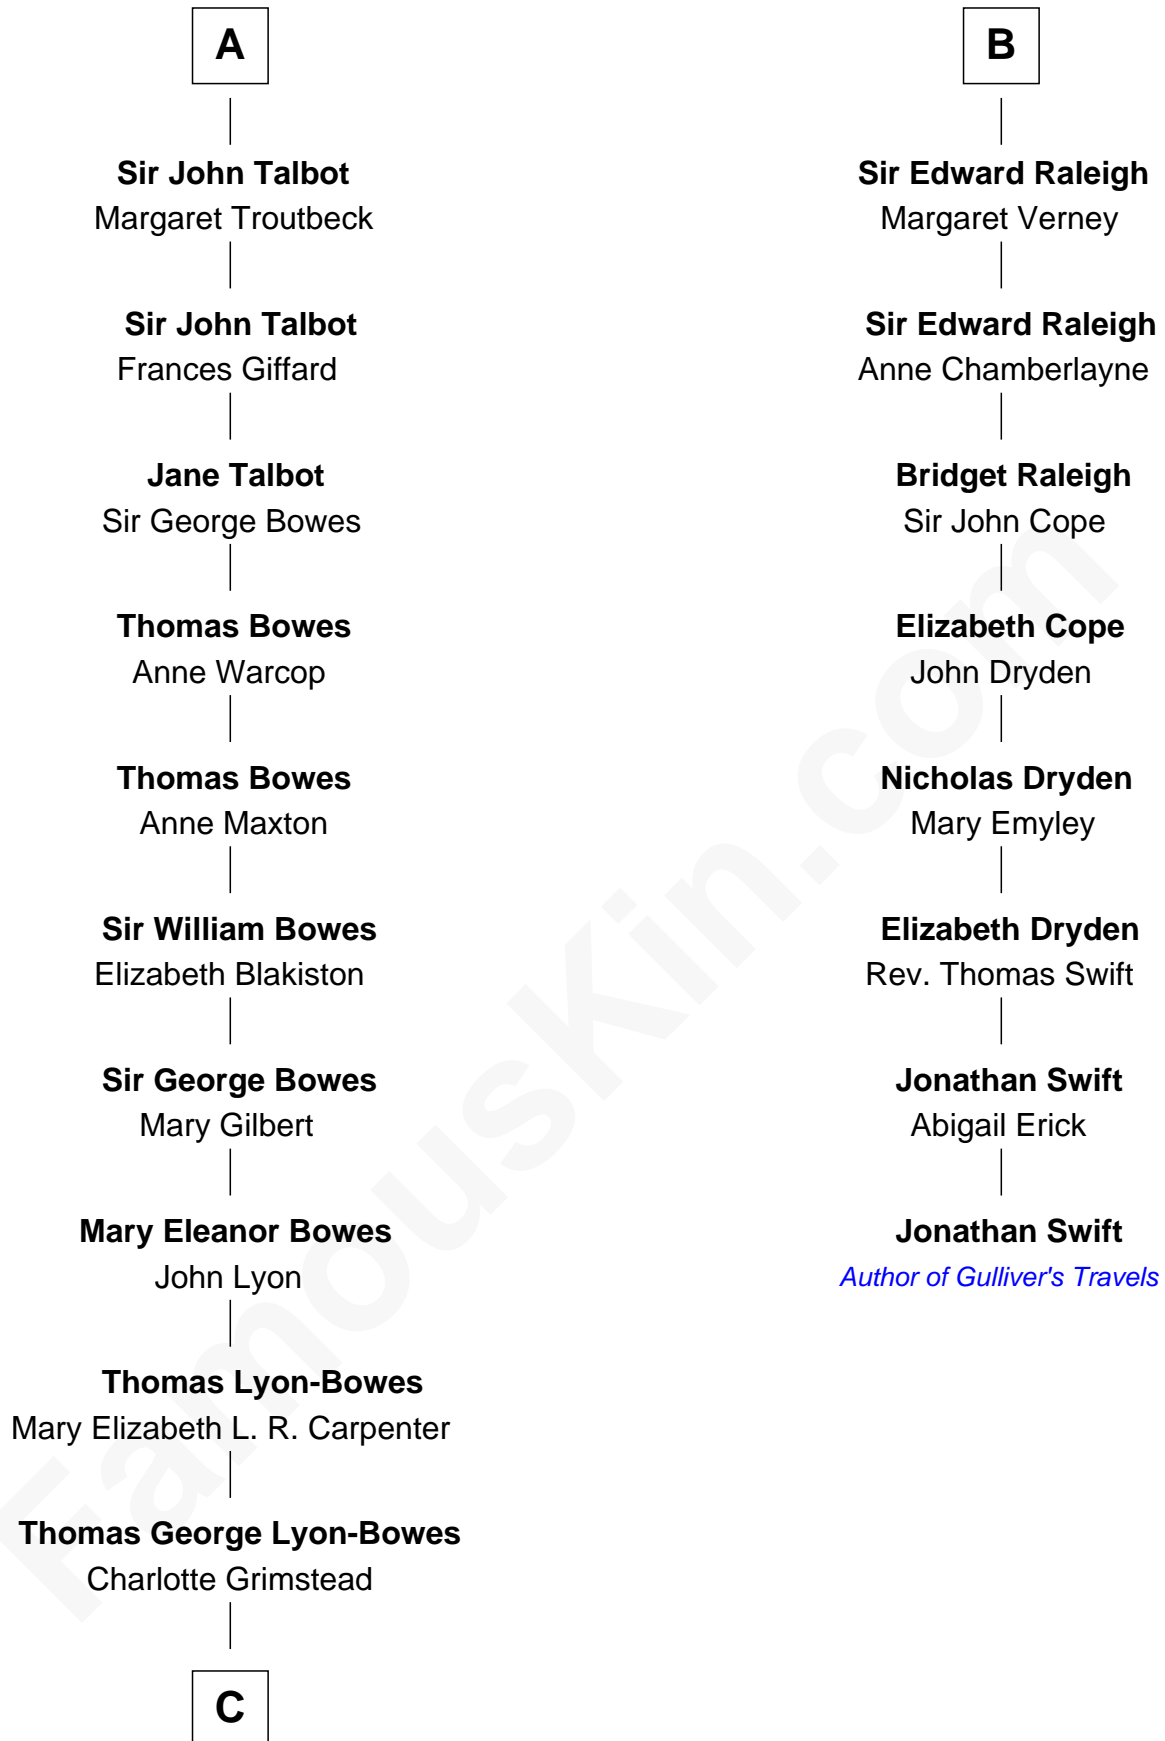 A
Sir John Talbot
Margaret Troutbeck
Sir John Talbot
Frances Giffard
Jane Talbot
Sir George Bowes
Thomas Bowes
Anne Warcop
Thomas Bowes
Anne Maxton
Sir William Bowes
Elizabeth Blakiston
Sir George Bowes
Mary Gilbert
Mary Eleanor Bowes
John Lyon
Thomas Lyon-Bowes
Mary Elizabeth L. R. Carpenter
Thomas George Lyon-Bowes
Charlotte Grimstead
C
B
Sir Edward Raleigh
Margaret Verney
Sir Edward Raleigh
Anne Chamberlayne
Bridget Raleigh
Sir John Cope
Elizabeth Cope
John Dryden
Nicholas Dryden
Mary Emyley
Elizabeth Dryden
Rev. Thomas Swift
Jonathan Swift
Abigail Erick
Jonathan Swift
Author of Gulliver's Travels
FamousKin.com